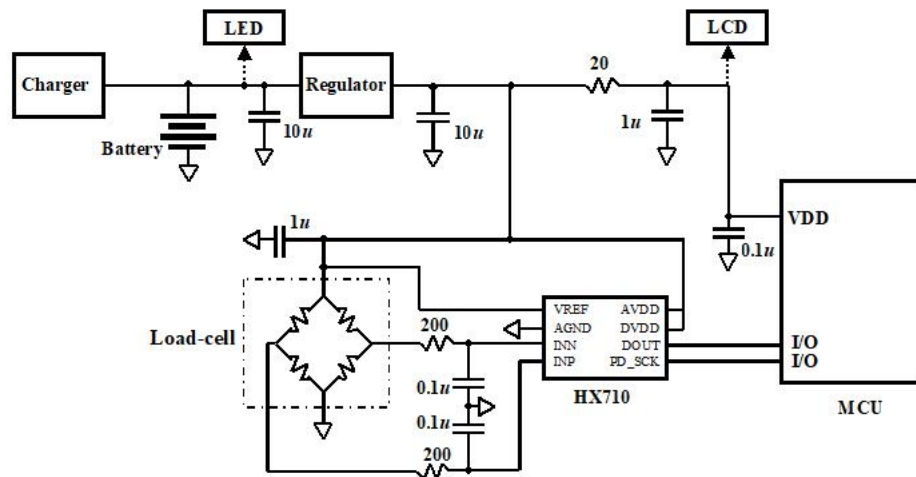 LED
LCD
Charger
Regulator
20
10u
10u
1u
Battery
VDD
0.1u
1u
Load-cell
200
VREF AVDD
AGND DVDD
INN DOUT
INP PD_SCK
I/O
I/O
HX710
MCU
0.1u
0.1u
200